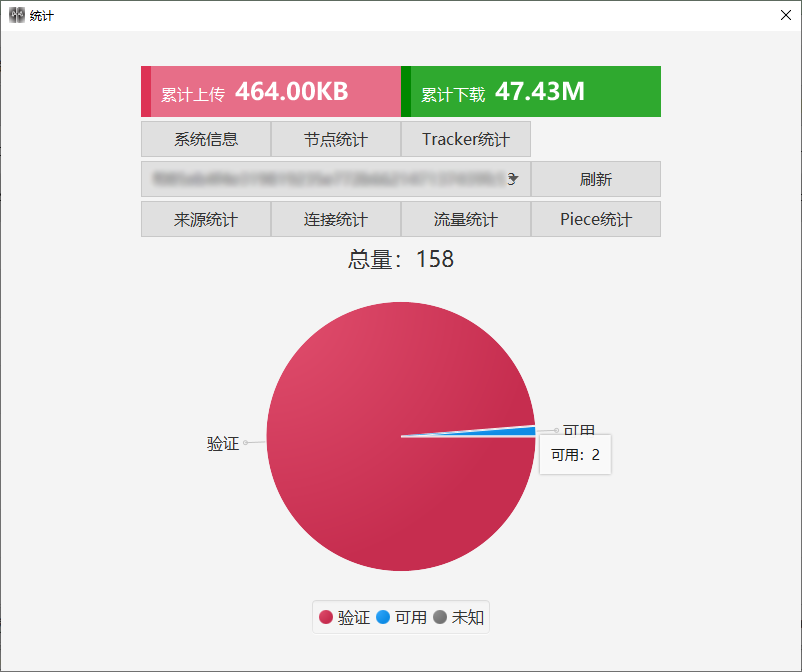 统计
累计上传 464.00KB 累计下载 47.43M
系统信息 节点统计 Tracker统计
刷新
来源统计 连接统计 流量统计 Piece统计
总量：158
验证
可用
可用：2
验证 可用 未知